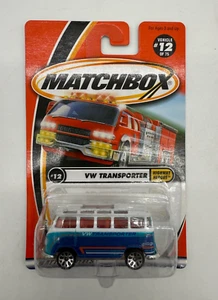 VEHICLE
#12
OF 75
MATCHBOX
#12
VW TRANSPORTER